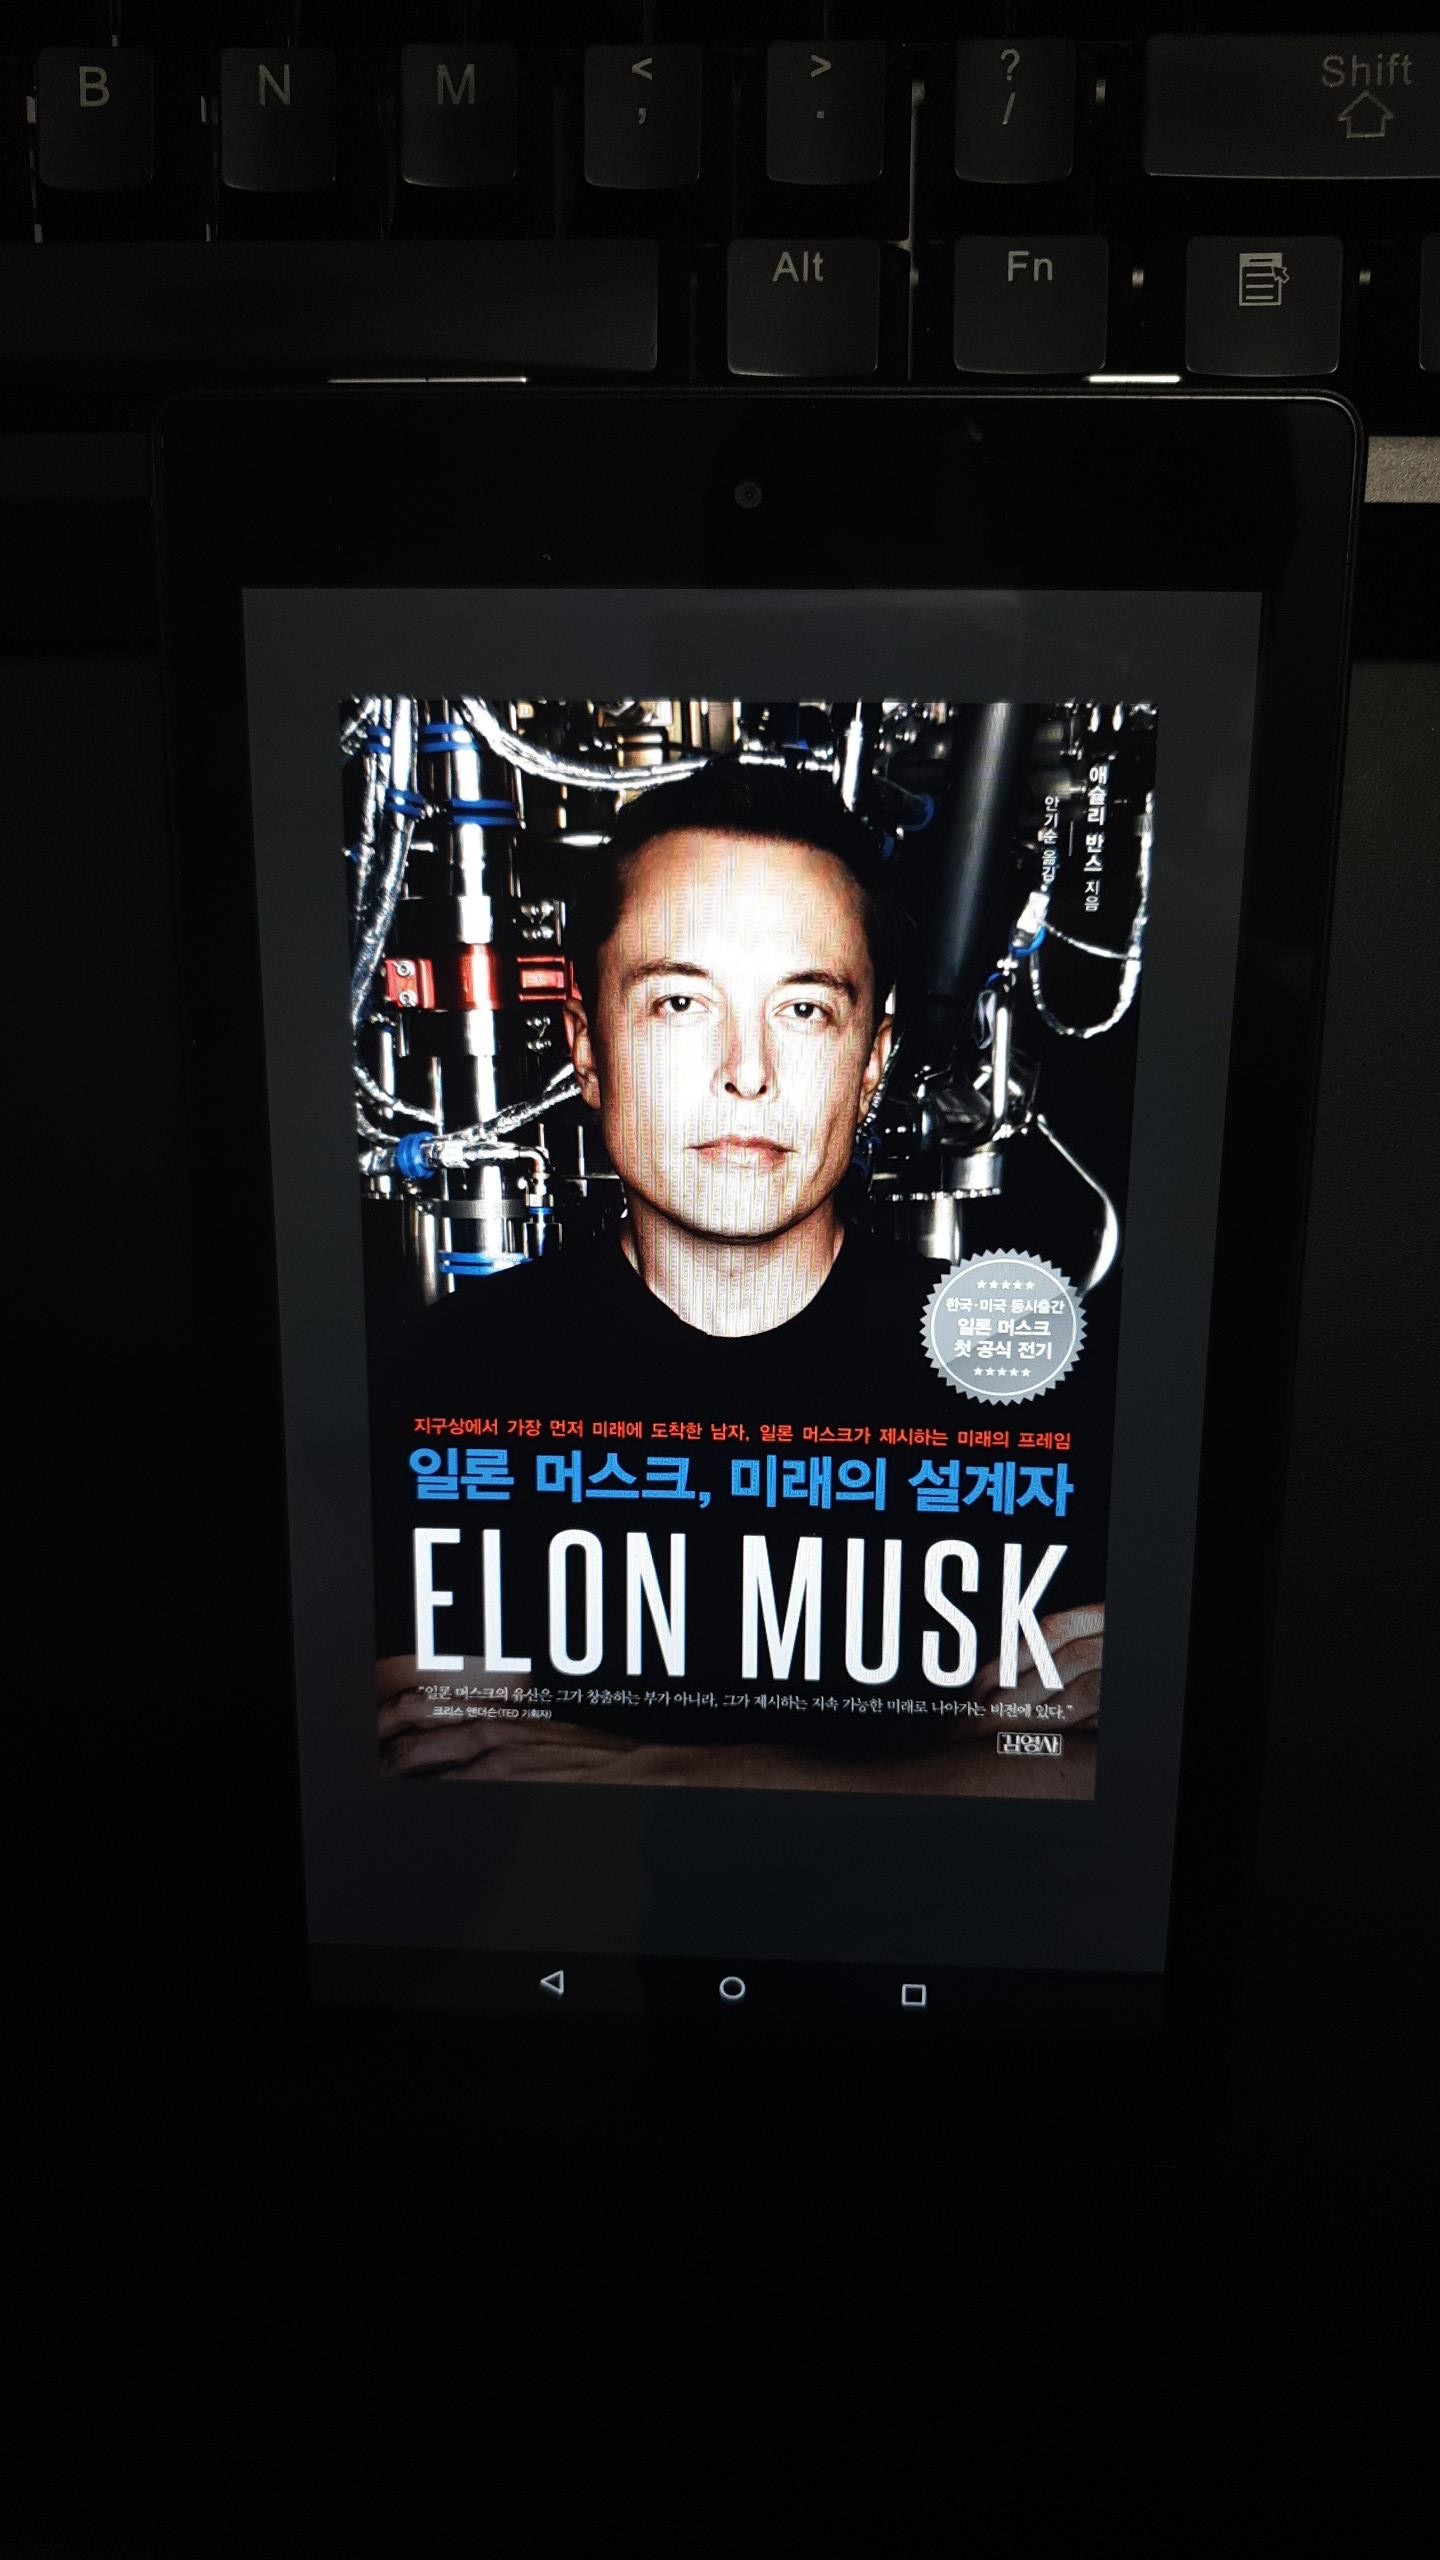 B
N
M
<
,
>
.
?
/
Shift
Alt
Fn
애슐리 반스 지음
안기순 옮김
한국·미국 동시출간
일론 머스크
첫 공식 전기
지구상에서 가장 먼저 미래에 도착한 남자, 일론 머스크가 제시하는 미래의 프레임
일론 머스크, 미래의 설계자
ELON MUSK
"일론 머스크의 유산은 그가 창출하는 부가 아니라, 그가 제시하는 지속 가능한 미래로 나아가는 비전에 있다."
_크리스 앤더슨(TED 기획자)
김영사